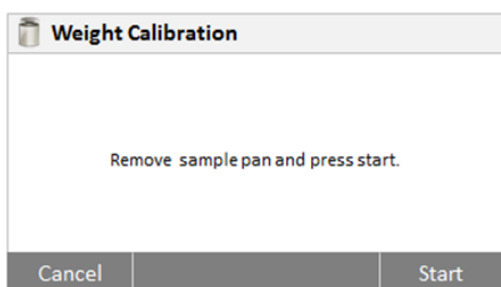 Weight Calibration
Remove sample pan and press start.
Cancel
Start